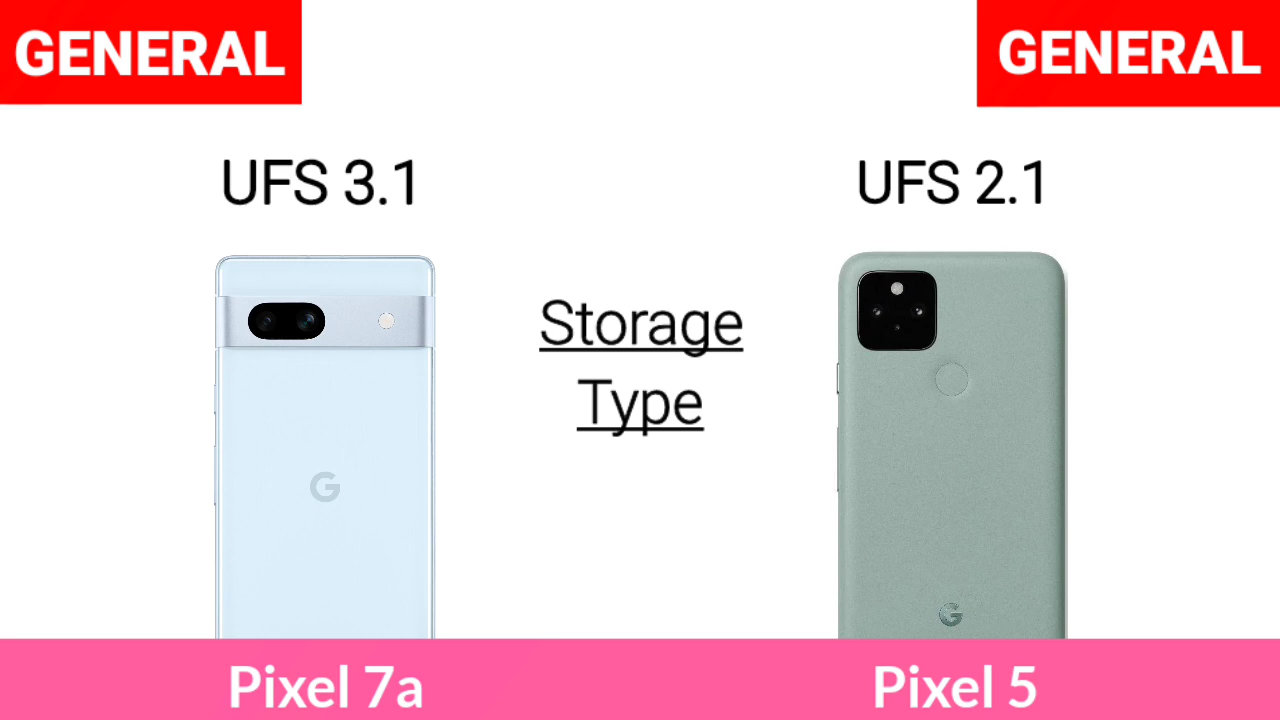 GENERAL
GENERAL
UFS 3.1
UFS 2.1
Storage
Type
G
G
Pixel 7a
Pixel 5